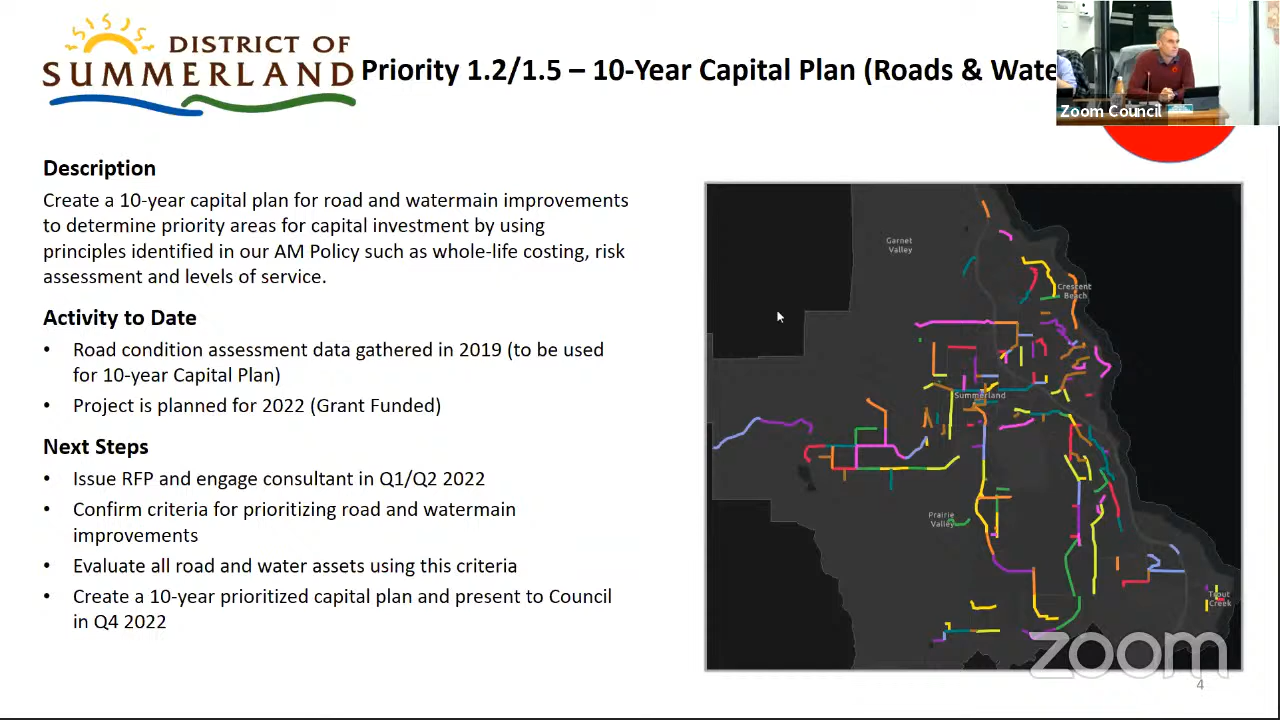 DISTRICT OF
SUMMERLAND
Priority 1.2/1.5 – 10-Year Capital Plan (Roads & Wate
Zoom Council
Description
Create a 10-year capital plan for road and watermain improvements
to determine priority areas for capital investment by using
principles identified in our AM Policy such as whole-life costing, risk
assessment and levels of service.
Activity to Date
• Road condition assessment data gathered in 2019 (to be used
for 10-year Capital Plan)
• Project is planned for 2022 (Grant Funded)
Next Steps
• Issue RFP and engage consultant in Q1/Q2 2022
• Confirm criteria for prioritizing road and watermain
improvements
• Evaluate all road and water assets using this criteria
• Create a 10-year prioritized capital plan and present to Council
in Q4 2022
Garnet
Valley
Crescent
Beach
Summerland
Prairie
Valley
Trout
Creek
zoom
4